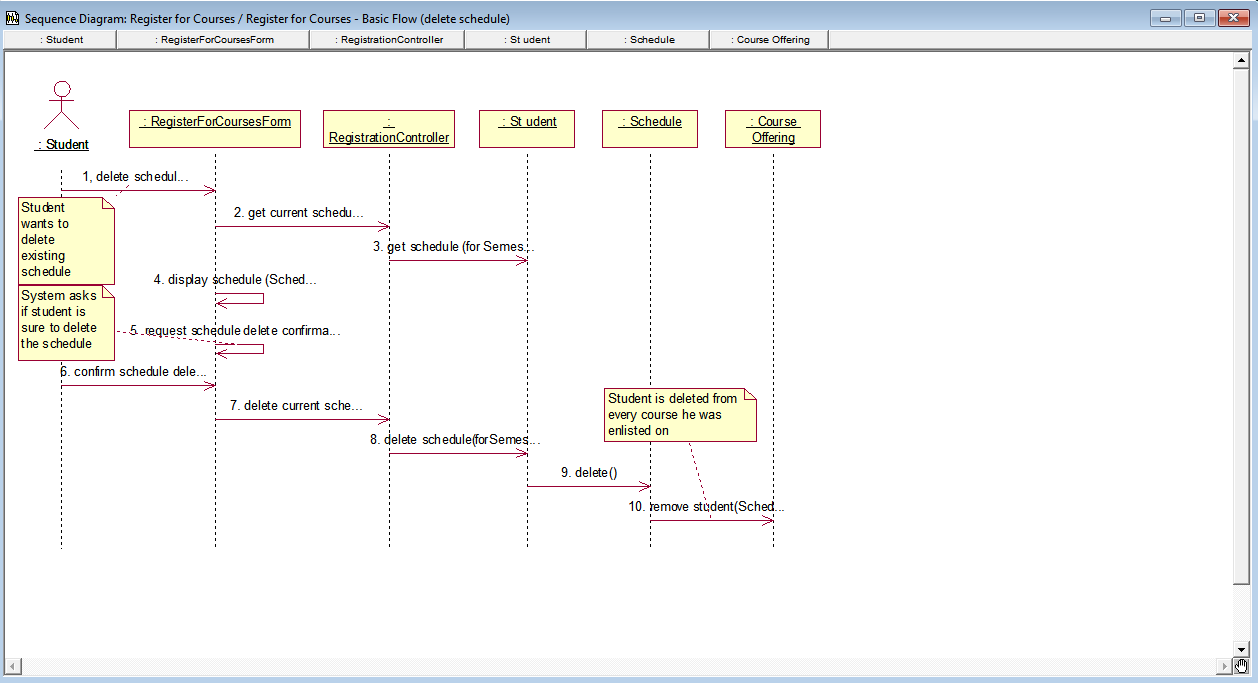 Sequence Diagram: Register for Courses / Register for Courses - Basic Flow (delete schedule)
: Student
: RegisterForCoursesForm
: RegistrationController
: St udent
: Schedule
: Course Offering
: Student
: RegisterForCoursesForm
:
RegistrationController
: St udent
: Schedule
: Course
Offering
1, delete schedul...
Student
wants to
delete
existing
schedule
2. get current schedu...
3. get schedule (for Semes...
4. display schedule (Sched...
System asks
if student is
sure to delete
the schedule
5. request schedule delete confirma...
6. confirm schedule dele...
7. delete current sche...
Student is deleted from
every course he was
enlisted on
8. delete schedule(forSemes...
9. delete()
10. remove student(Sched...